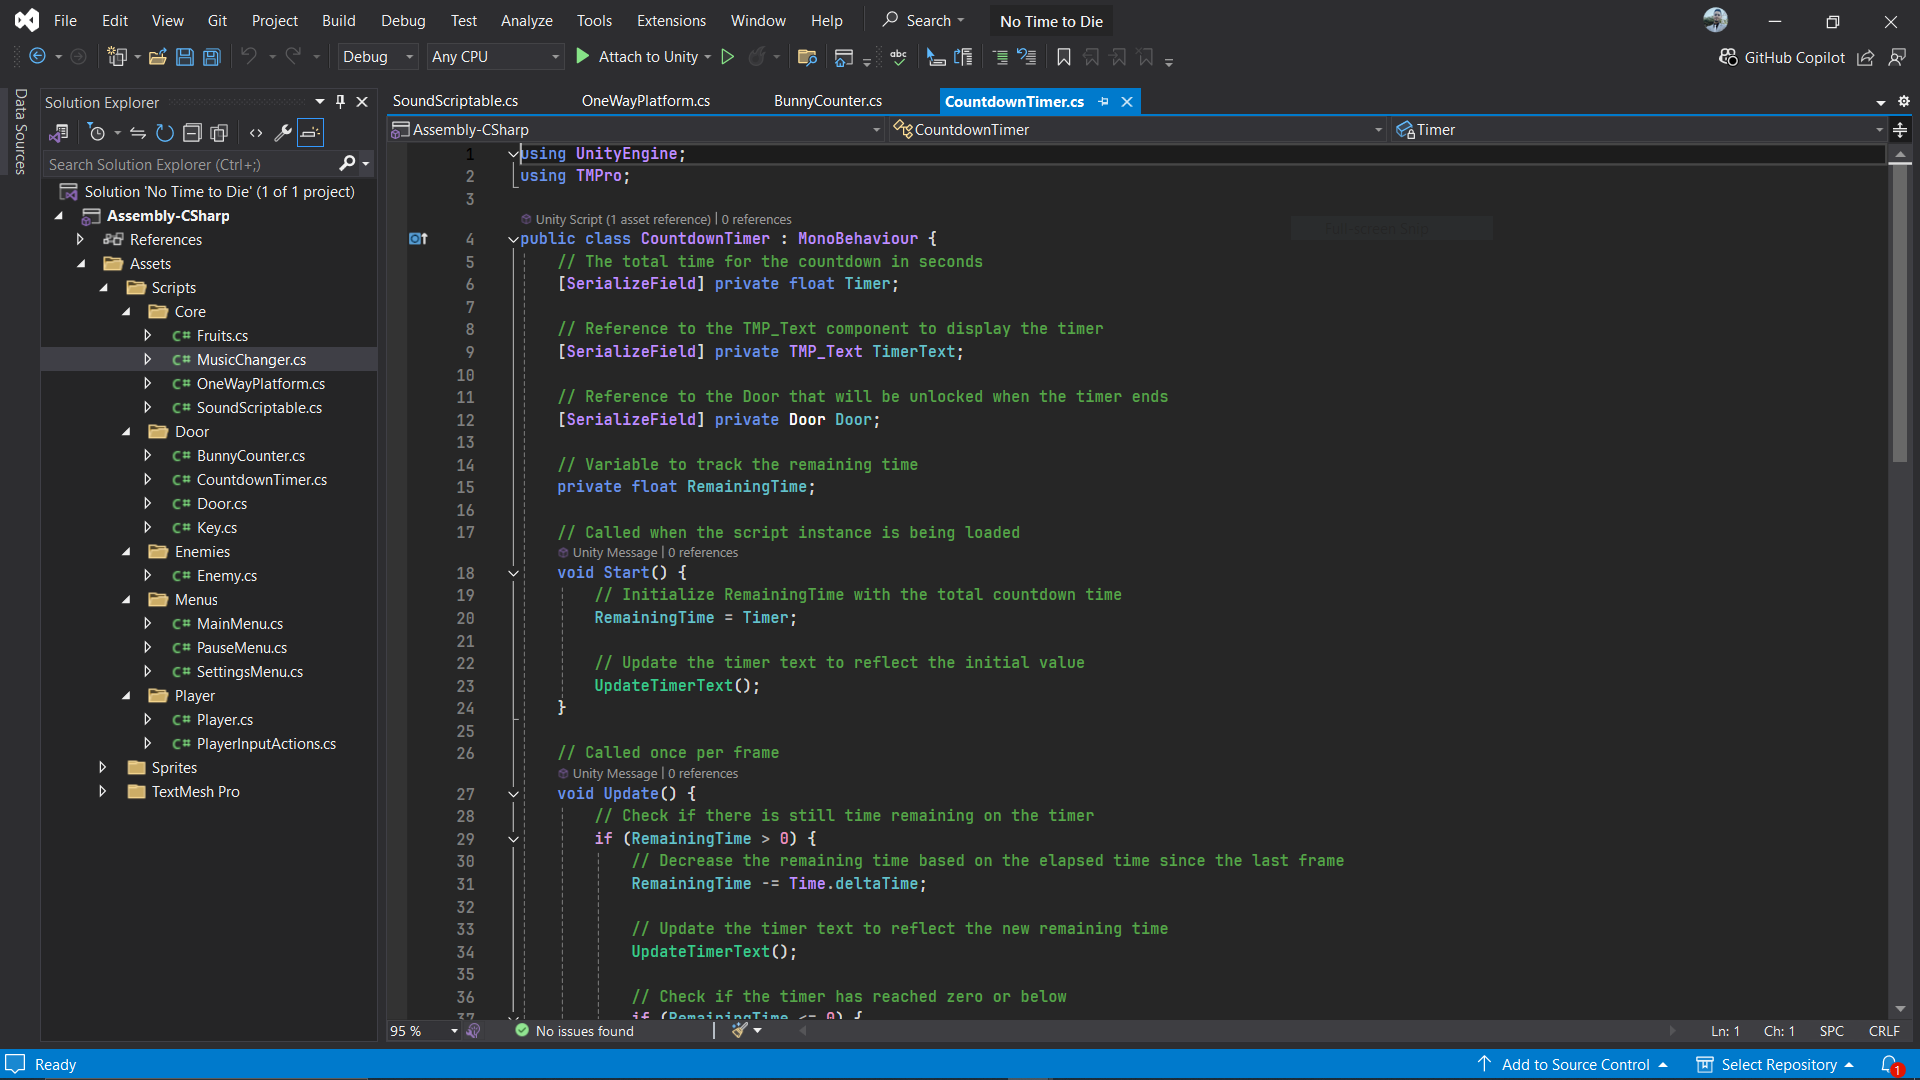 File Edit View Git Project Build Debug Test Analyze Tools Extensions Window Help Search No Time to Die
Debug Any CPU Attach to Unity abc GitHub Copilot
Data Sources
Solution Explorer
Search Solution Explorer (Ctrl+;)
Solution 'No Time to Die' (1 of 1 project)
Assembly-CSharp
References
Assets
Scripts
Core
C# Fruits.cs
C# MusicChanger.cs
C# OneWayPlatform.cs
C# SoundScriptable.cs
Door
C# BunnyCounter.cs
C# CountdownTimer.cs
C# Door.cs
C# Key.cs
Enemies
C# Enemy.cs
Menus
C# MainMenu.cs
C# PauseMenu.cs
C# SettingsMenu.cs
Player
C# Player.cs
C# PlayerInputActions.cs
Sprites
TextMesh Pro
SoundScriptable.cs OneWayPlatform.cs BunnyCounter.cs CountdownTimer.cs
Assembly-CSharp CountdownTimer Timer
1 using UnityEngine;
2 using TMPro;
3
Unity Script (1 asset reference) | 0 references
4 public class CountdownTimer : MonoBehaviour {
5 // The total time for the countdown in seconds
6 [SerializeField] private float Timer;
7
8 // Reference to the TMP_Text component to display the timer
9 [SerializeField] private TMP_Text TimerText;
10
11 // Reference to the Door that will be unlocked when the timer ends
12 [SerializeField] private Door Door;
13
14 // Variable to track the remaining time
15 private float RemainingTime;
16
17 // Called when the script instance is being loaded
Unity Message | 0 references
18 void Start() {
19 // Initialize RemainingTime with the total countdown time
20 RemainingTime = Timer;
21
22 // Update the timer text to reflect the initial value
23 UpdateTimerText();
24 }
25
26 // Called once per frame
Unity Message | 0 references
27 void Update() {
28 // Check if there is still time remaining on the timer
29 if (RemainingTime > 0) {
30 // Decrease the remaining time based on the elapsed time since the last frame
31 RemainingTime -= Time.deltaTime;
32
33 // Update the timer text to reflect the new remaining time
34 UpdateTimerText();
35
36 // Check if the timer has reached zero or below
37 if (RemainingTime <= 0) {
95 % No issues found Ln: 1 Ch: 1 SPC CRLF
Ready Add to Source Control Select Repository 1